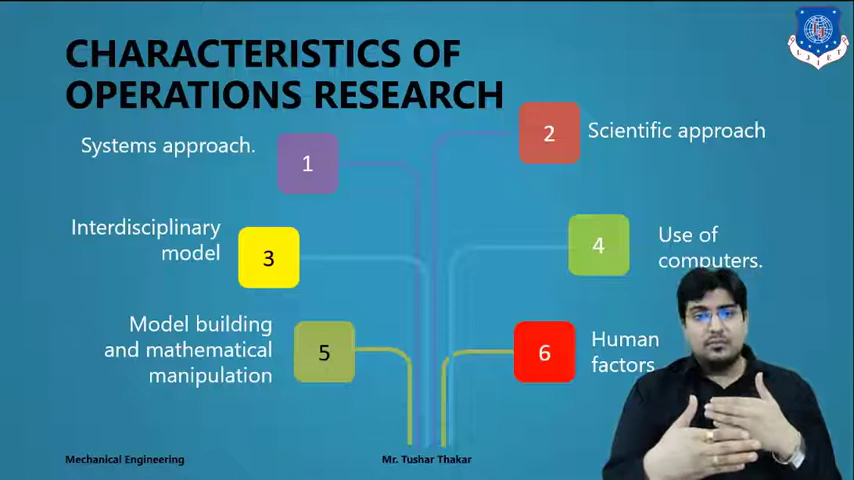 CHARACTERISTICS OF
OPERATIONS RESEARCH
Systems approach.
1
2
Scientific approach
Interdisciplinary
model
3
4
Use of
computers.
Model building
and mathematical
manipulation
5
6
Human
factors
Mechanical Engineering
Mr. Tushar Thakar
LJIET